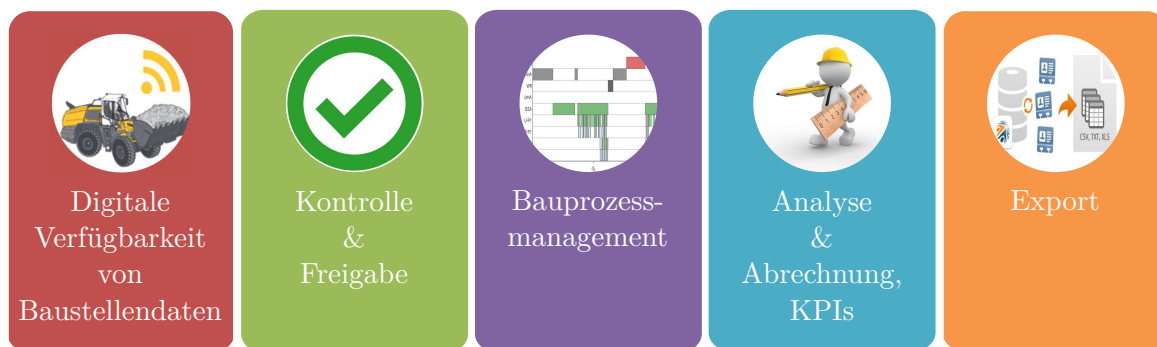 Digitale
Verfügbarkeit
von
Baustellendaten
Kontrolle
&
Freigabe
Bauprozess-
management
Analyse
&
Abrechnung,
KPIs
Export
CSV, TXT, XLS